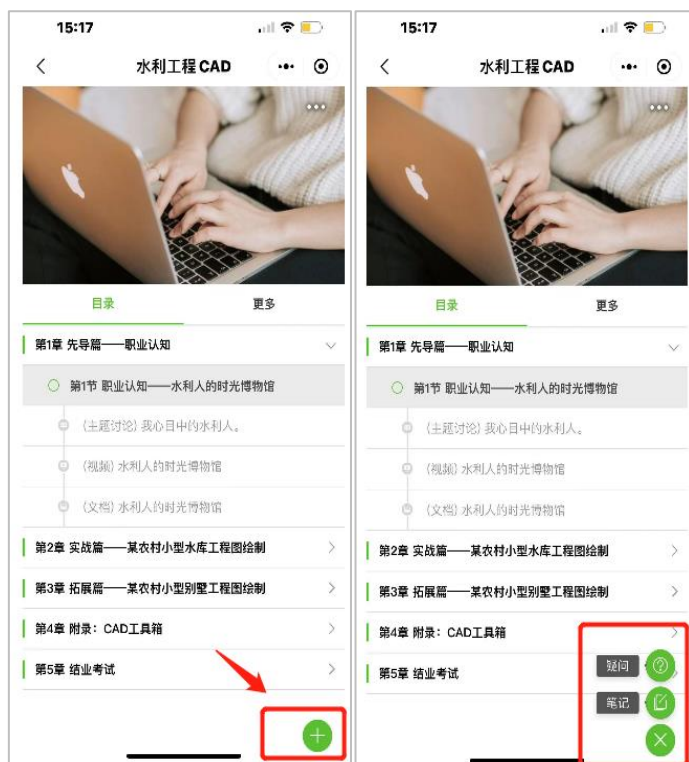 15:17
水利工程CAD
目录 更多
第1章 先导篇——职业认知
第1节 职业认知——水利人的时光博物馆
(主题讨论) 我心目中的水利人。
(视频) 水利人的时光博物馆
(文档) 水利人的时光博物馆
第2章 实战篇——某农村小型水库工程图绘制
第3章 拓展篇——某农村小型别墅工程图绘制
第4章 附录：CAD工具箱
第5章 结业考试
15:17
水利工程CAD
目录 更多
第1章 先导篇——职业认知
第1节 职业认知——水利人的时光博物馆
(主题讨论) 我心目中的水利人。
(视频) 水利人的时光博物馆
(文档) 水利人的时光博物馆
第2章 实战篇——某农村小型水库工程图绘制
第3章 拓展篇——某农村小型别墅工程图绘制
第4章 附录：CAD工具箱
第5章 结业考试
疑问
笔记